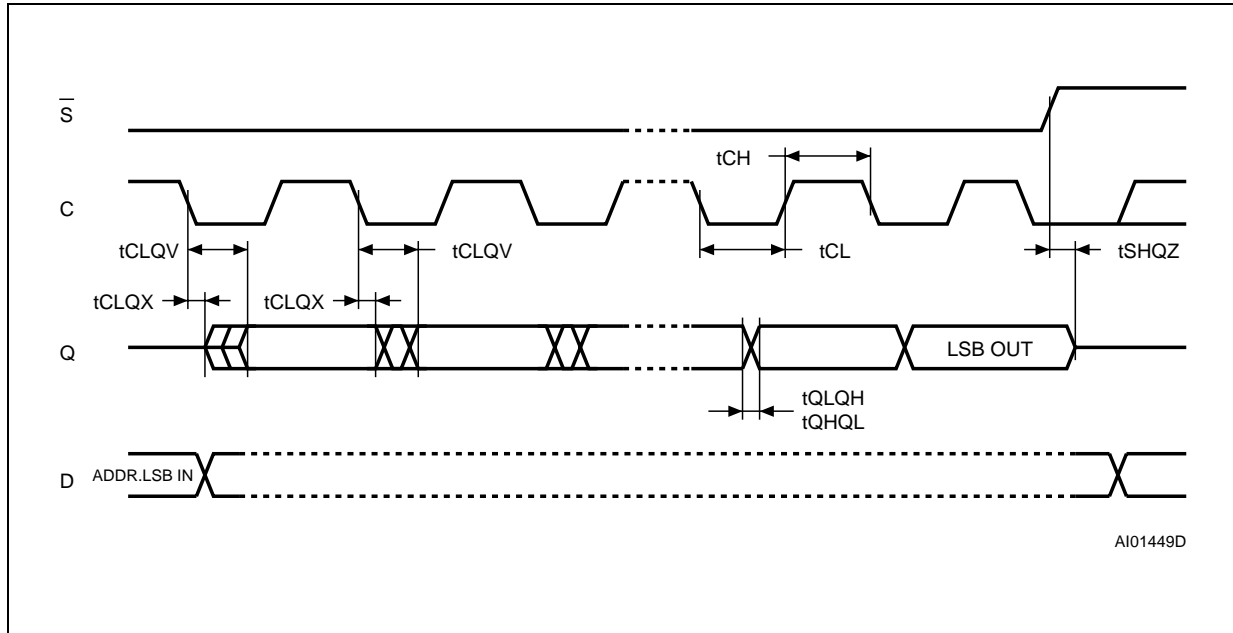 S
tCH
C
tCLQV
tCLQV
tCL
tSHQZ
tCLQX
tCLQX
Q
LSB OUT
tQLQH
tQHQL
D
ADDR.LSB IN
AI01449D